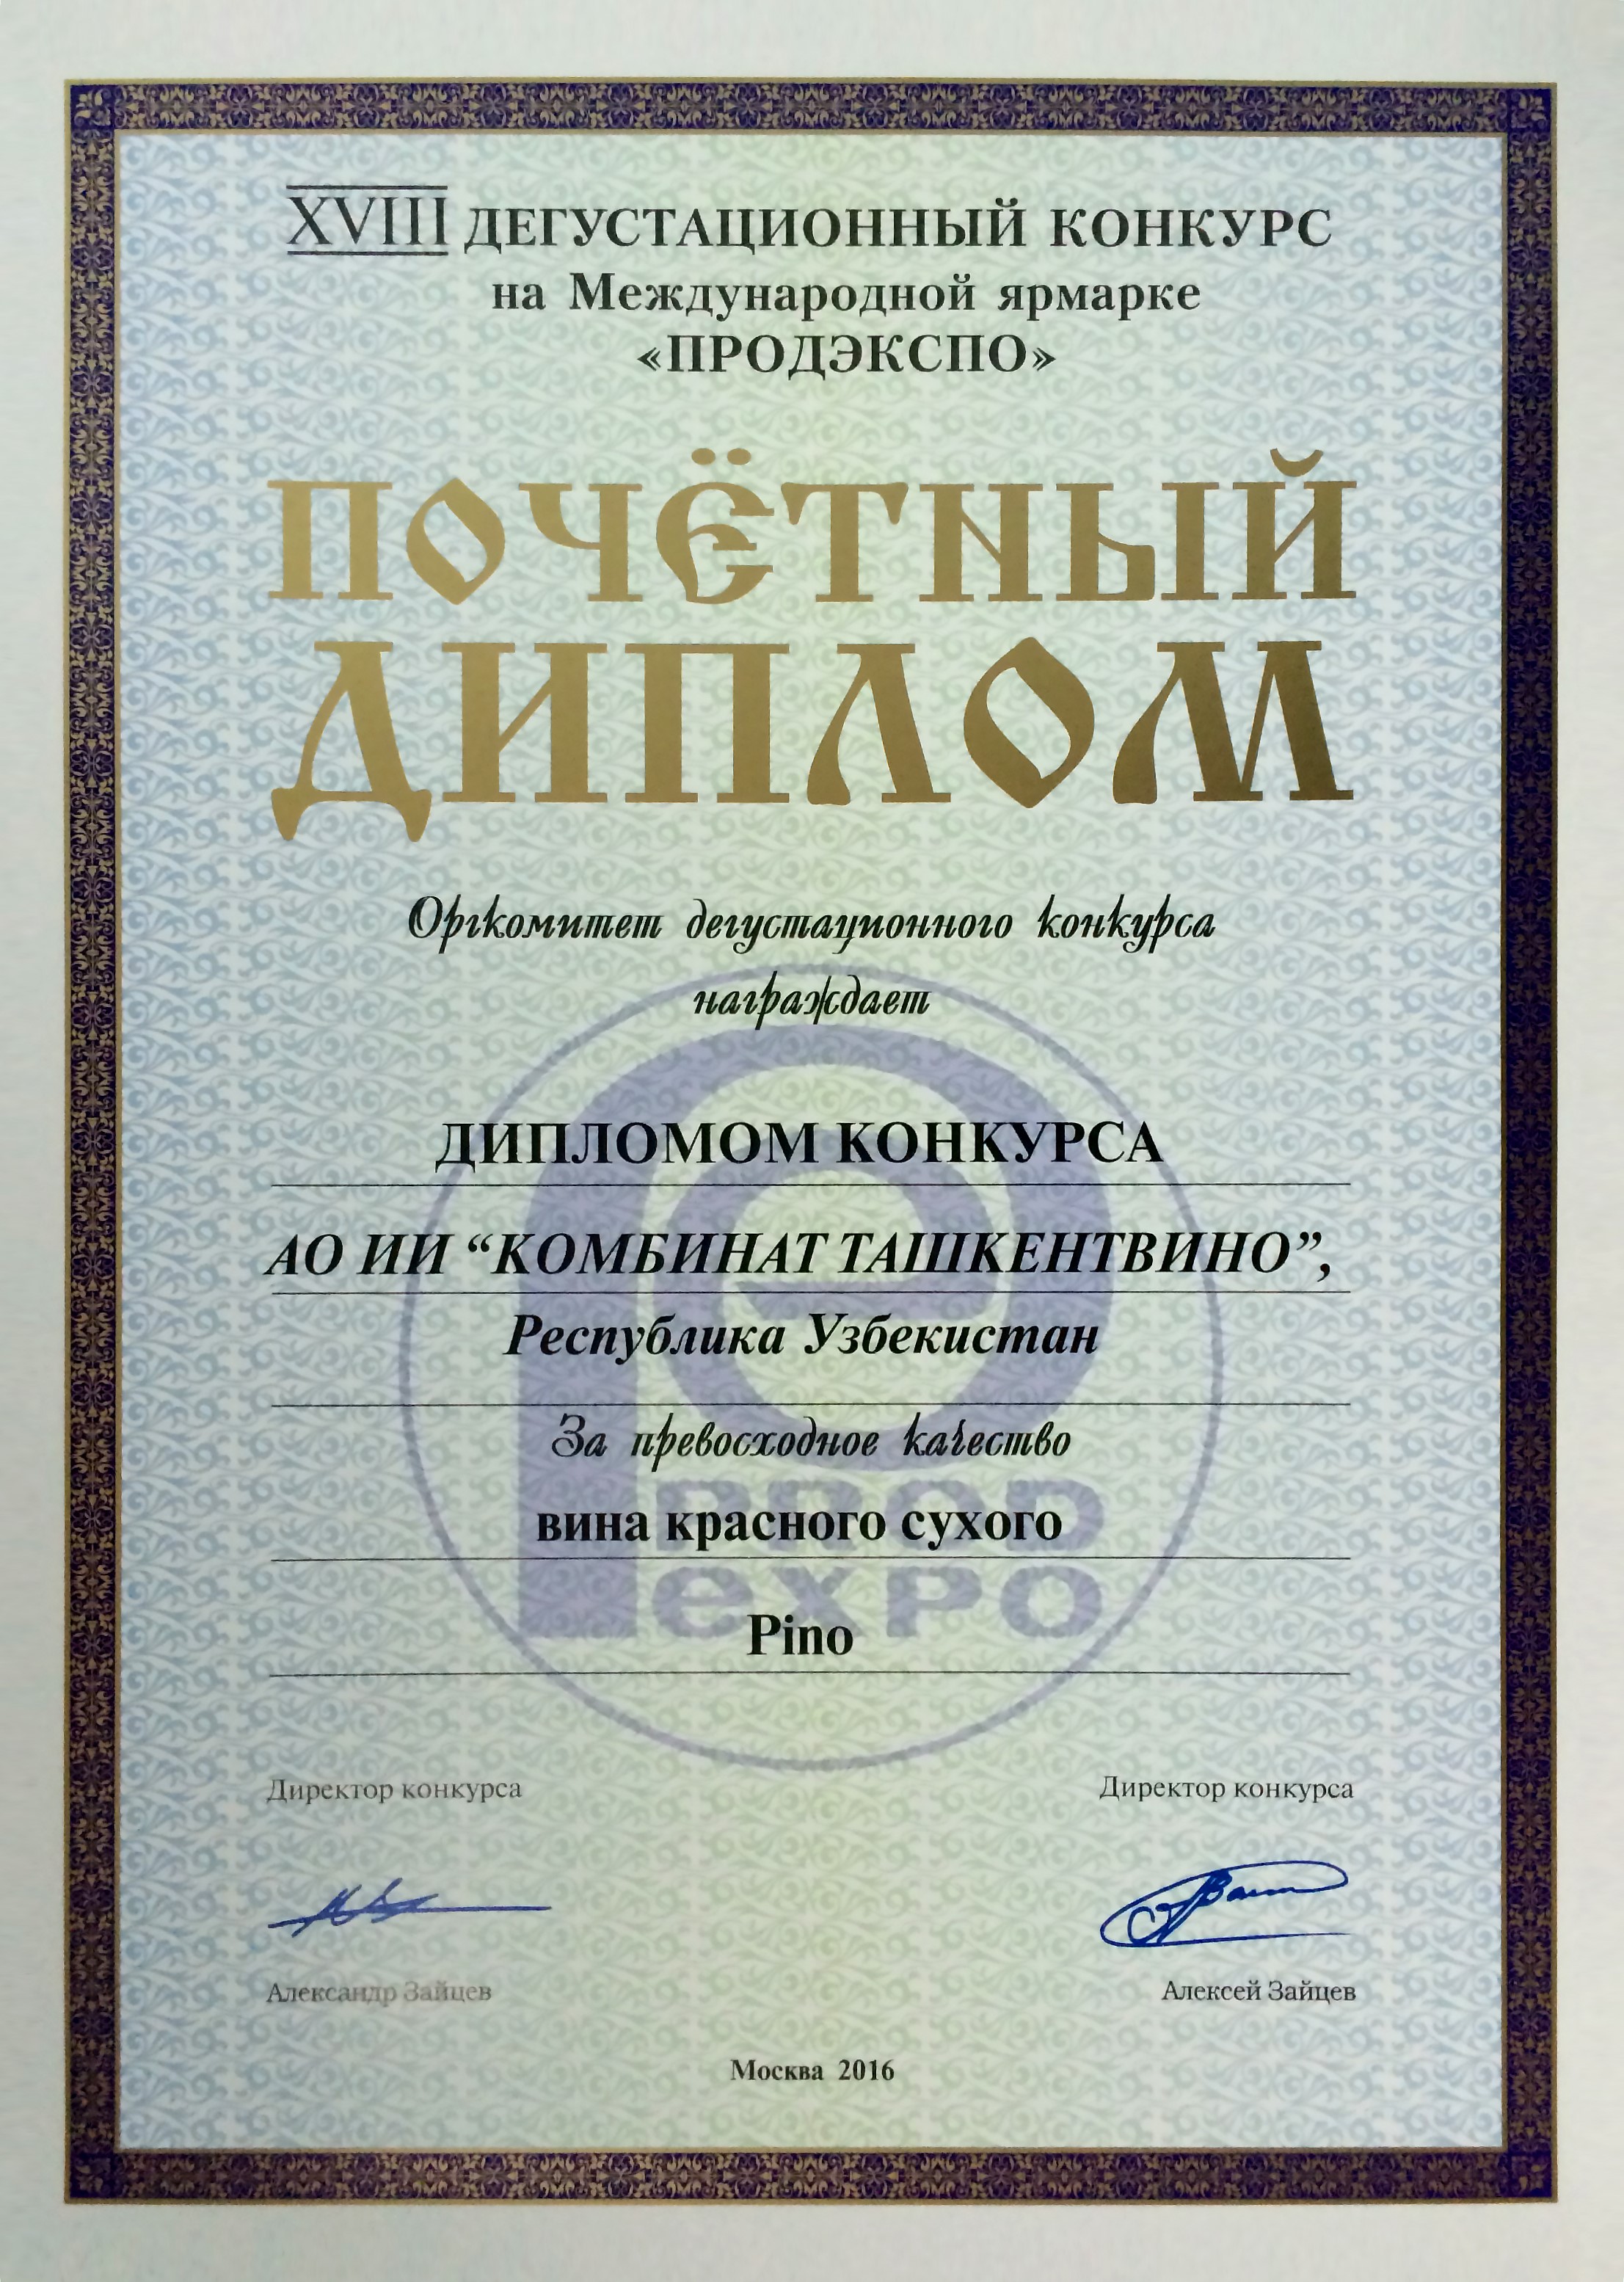 XVIII ДЕГУСТАЦИОННЫЙ КОНКУРС
на Международной ярмарке
«ПРОДЭКСПО»
ПОЧЁТНЫЙ
ДИПЛОМ
Оргкомитет дегустационного конкурса
награждает
ДИПЛОМОМ КОНКУРСА
АО ИИ “КОМБИНАТ ТАШКЕНТВИНО”,
Республика Узбекистан
За превосходное качество
PROD
вина красного сухого
expo
Pino
Директор конкурса Директор конкурса
Александр Зайцев Алексей Зайцев
Москва 2016